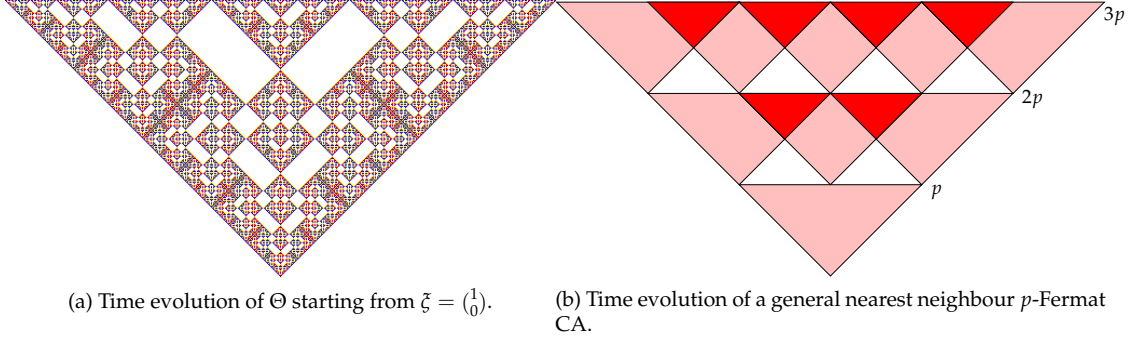 3p
2p
p
(a) Time evolution of Θ starting from ξ = (1 0).
(b) Time evolution of a general nearest neighbour p-Fermat
CA.